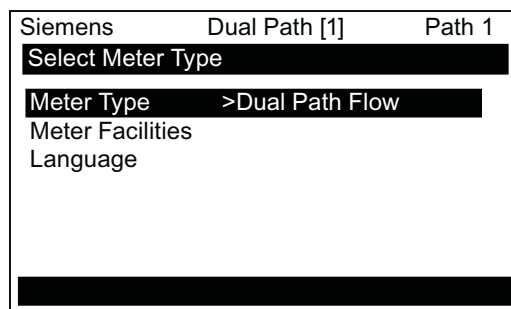 Siemens Dual Path [1] Path 1
Select Meter Type
Meter Type >Dual Path Flow
Meter Facilities
Language